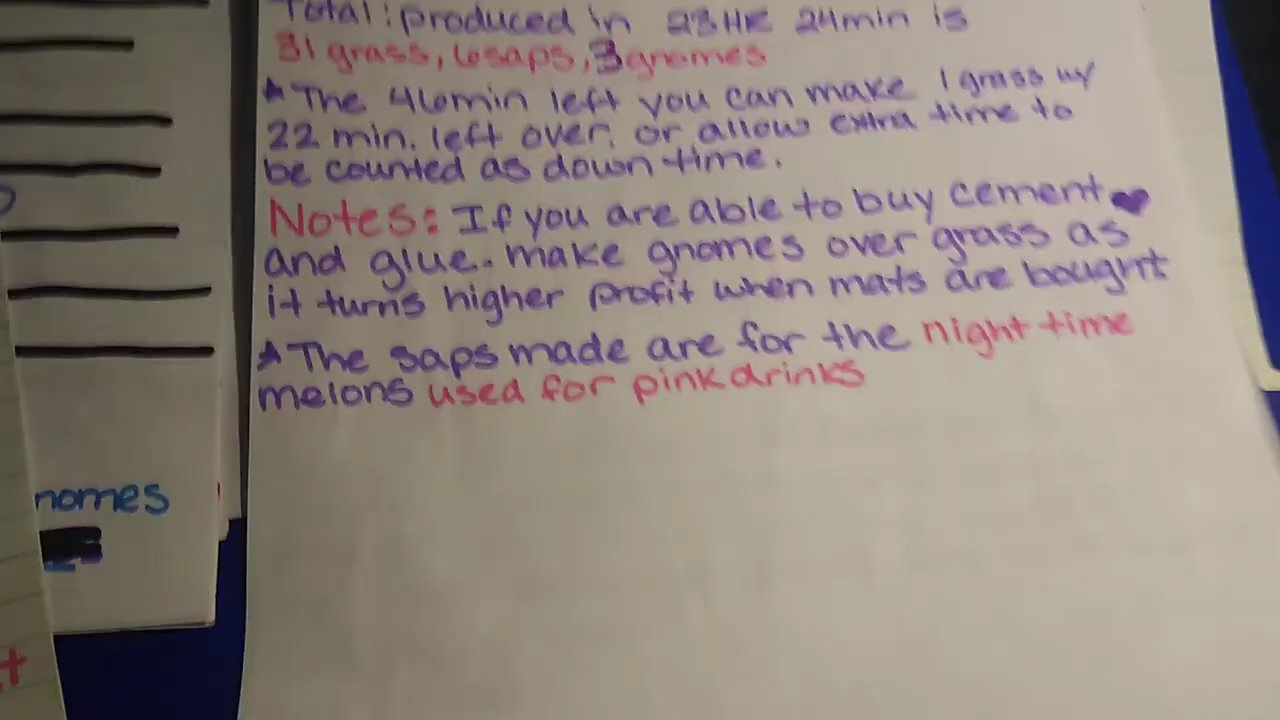 Total: produced in 23HR 24min is
31 grass, 6saps, 3 gnomes
*The 46min left you can make 1 grass w/
22 min. left over. or allow extra time to
be counted as down time.
Notes: If you are able to buy cement
and glue. make gnomes over grass as
it turns higher profit when mats are bought
*The saps made are for the night time
melons used for pink drinks
nomes
t